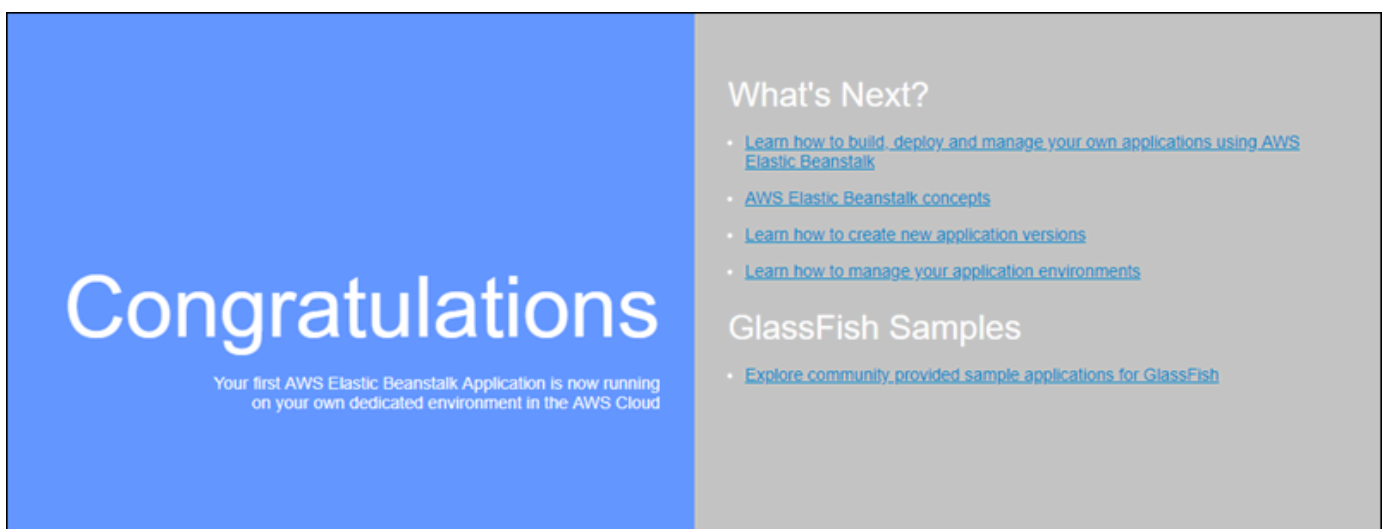 Congratulations
Your first AWS Elastic Beanstalk Application is now running
on your own dedicated environment in the AWS Cloud
What's Next?
Learn how to build, deploy and manage your own applications using AWS
Elastic Beanstalk
AWS Elastic Beanstalk concepts
Learn how to create new application versions
Learn how to manage your application environments
GlassFish Samples
Explore community provided sample applications for GlassFish